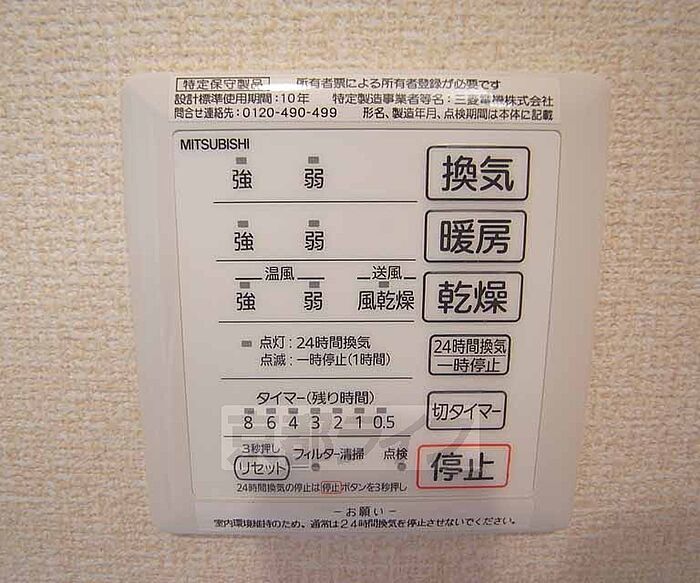 特定保守製品 所有者票による所有者登録が必要です
設計標準使用期間:10年 特定製造事業者等名:三菱電機株式会社
問合せ連絡先:0120-490-499 形名、製造年月、点検期間は本体に記載
MITSUBISHI
強 弱 換気
強 弱 暖房
温風 送風
強 弱 風乾燥 乾燥
点灯:24時間換気
点滅:一時停止(1時間)
24時間換気
一時停止
タイマー(残り時間)
8 6 4 3 2 1 0.5
切タイマー
京都ライフ
3秒押し
リセット フィルター清掃 点検
停止
24時間換気の停止は停止ボタンを3秒押し
-お願い-
室内環境維持のため、通常は24時間換気を停止させないでください。